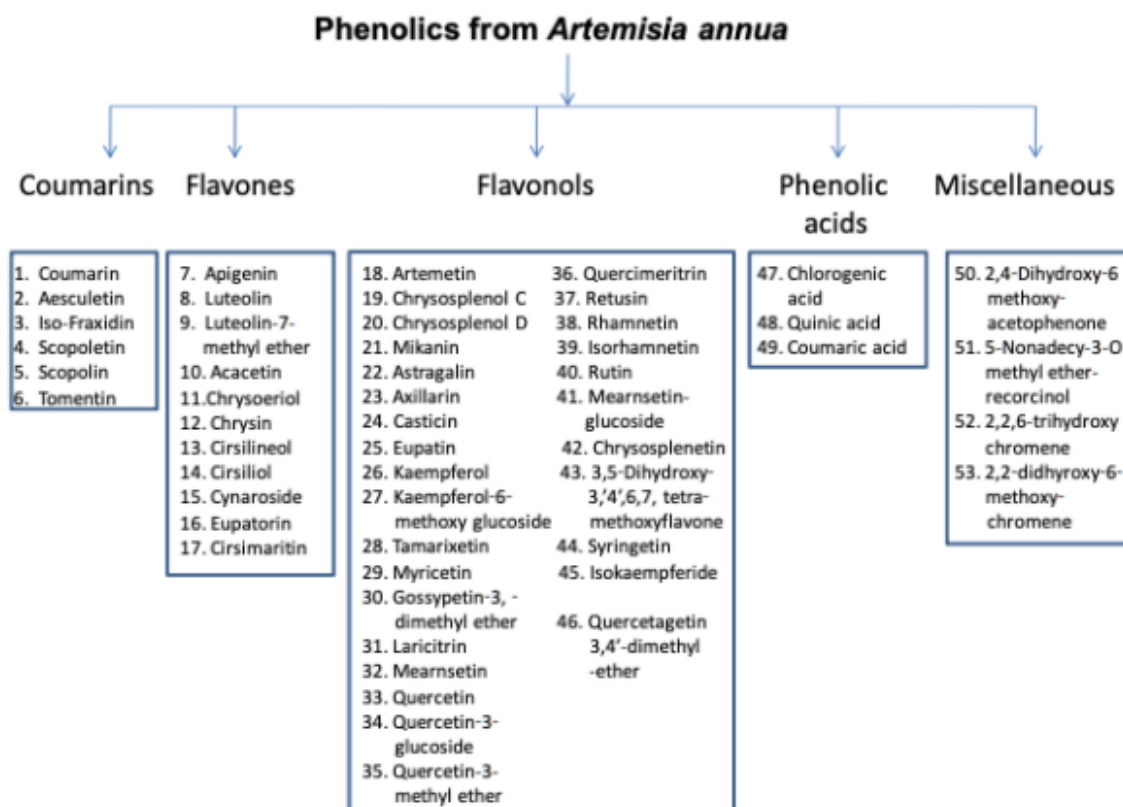 Phenolics from Artemisia annua
Coumarins
Flavones
Flavonols
Phenolic
acids
Miscellaneous
1. Coumarin
2. Aesculetin
3. Iso-Fraxidin
4. Scopoletin
5. Scopolin
6. Tomentin
7. Apigenin
8. Luteolin
9. Luteolin-7-
methyl ether
10. Acacetin
11. Chrysoeriol
12. Chrysin
13. Cirsilineol
14. Cirsiliol
15. Cynaroside
16. Eupatorin
17. Cirsimaritin
18. Artemetin
19. Chrysosplenol C
20. Chrysosplenol D
21. Mikanin
22. Astragalin
23. Axillarin
24. Casticin
25. Eupatin
26. Kaempferol
27. Kaempferol-6-
methoxy glucoside
28. Tamarixetin
29. Myricetin
30. Gossypetin-3, -
dimethyl ether
31. Laricitrin
32. Mearnsetin
33. Quercetin
34. Quercetin-3-
glucoside
35. Quercetin-3-
methyl ether
36. Quercimeritrin
37. Retusin
38. Rhamnetin
39. Isorhamnetin
40. Rutin
41. Mearnsetin-
glucoside
42. Chrysosplenetin
43. 3,5-Dihydroxy-
3,'4',6,7, tetra-
methoxyflavone
44. Syringetin
45. Isokaempferide
46. Quercetagetin
3,4'-dimethyl
-ether
47. Chlorogenic
acid
48. Quinic acid
49. Coumaric acid
50. 2,4-Dihydroxy-6
methoxy-
acetophenone
51. 5-Nonadecy-3-O
methyl ether-
recorcinol
52. 2,2,6-trihydroxy
chromene
53. 2,2-didhyroxy-6-
methoxy-
chromene